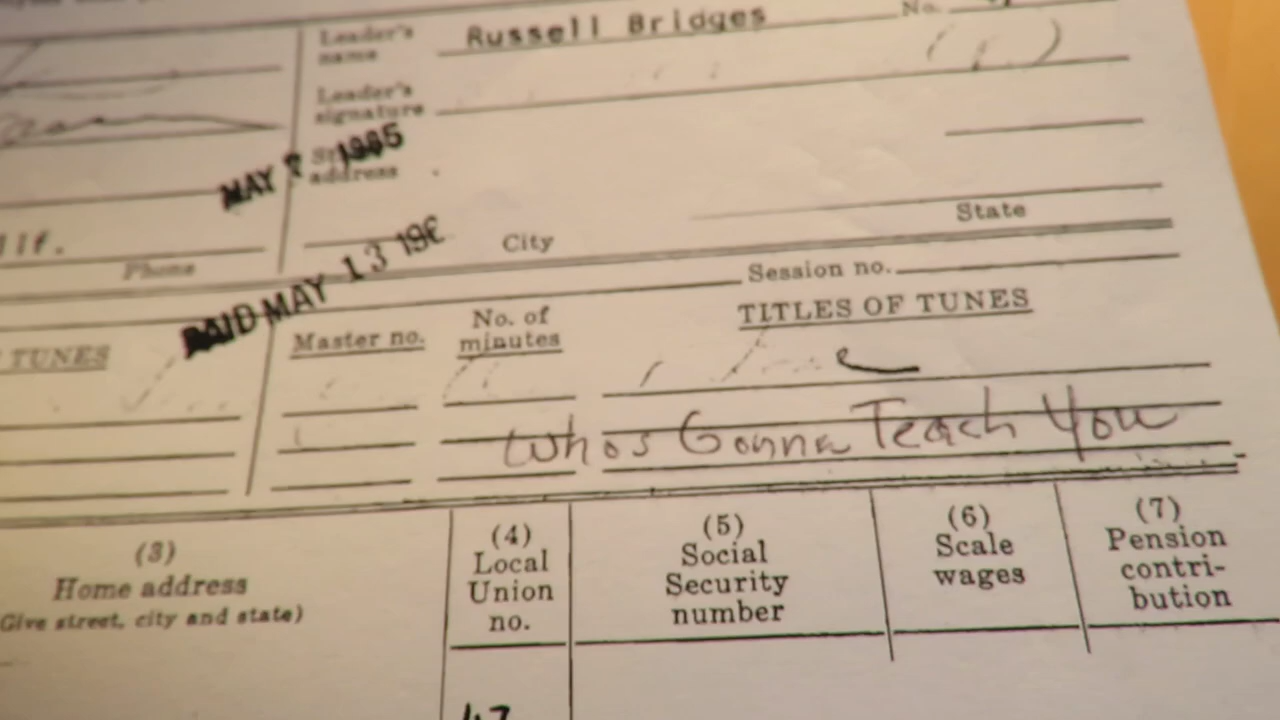 Leader's name Russell Bridges No.
Leader's signature
MAY 1965
address
lif.
Phone
City
State
PAID MAY 13 196
Session no.
TUNES
Master no.
No. of minutes
TITLES OF TUNES
Whos Gonna Teach You
(3)
Home address
Give street, city and state)
(4)
Local
Union
no.
(5)
Social
Security
number
(6)
Scale
wages
(7)
Pension
contri-
bution
47